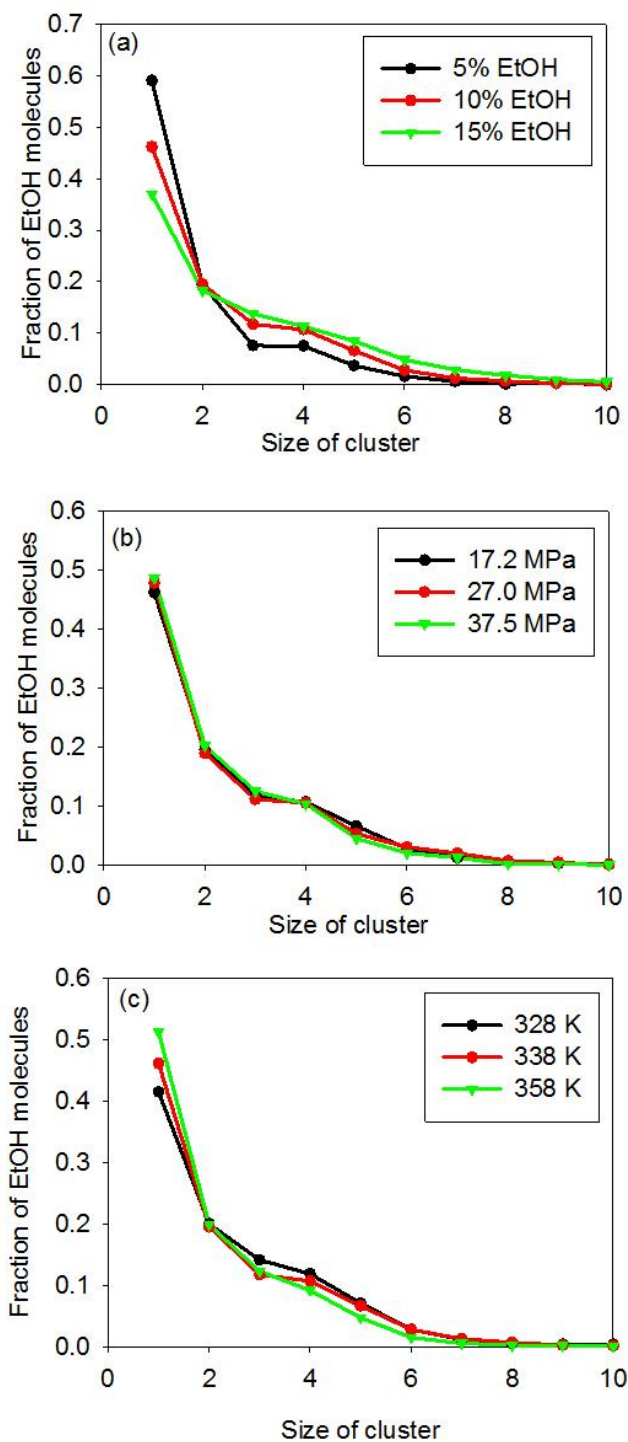 (a)
5% EtOH
10% EtOH
15% EtOH
Fraction of EtOH molecules
0.7
0.6
0.5
0.4
0.3
0.2
0.1
0.0
0 2 4 6 8 10
Size of cluster
(b)
17.2 MPa
27.0 MPa
37.5 MPa
Fraction of EtOH molecules
0.6
0.5
0.4
0.3
0.2
0.1
0.0
0 2 4 6 8 10
Size of cluster
(c)
328 K
338 K
358 K
Fraction of EtOH molecules
0.6
0.5
0.4
0.3
0.2
0.1
0.0
0 2 4 6 8 10
Size of cluster